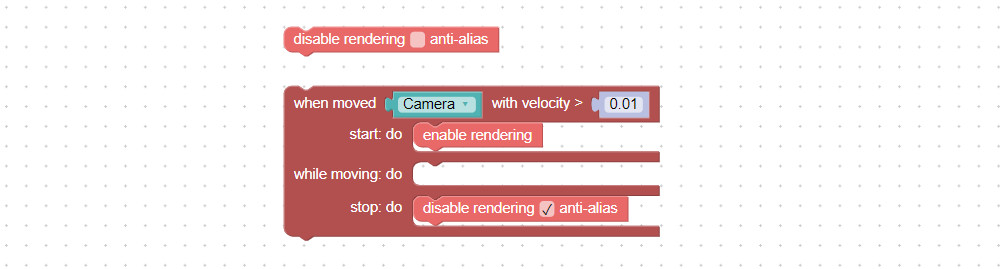 disable rendering anti-alias
when moved Camera with velocity > 0.01
start: do enable rendering
while moving: do
stop: do disable rendering ✓ anti-alias